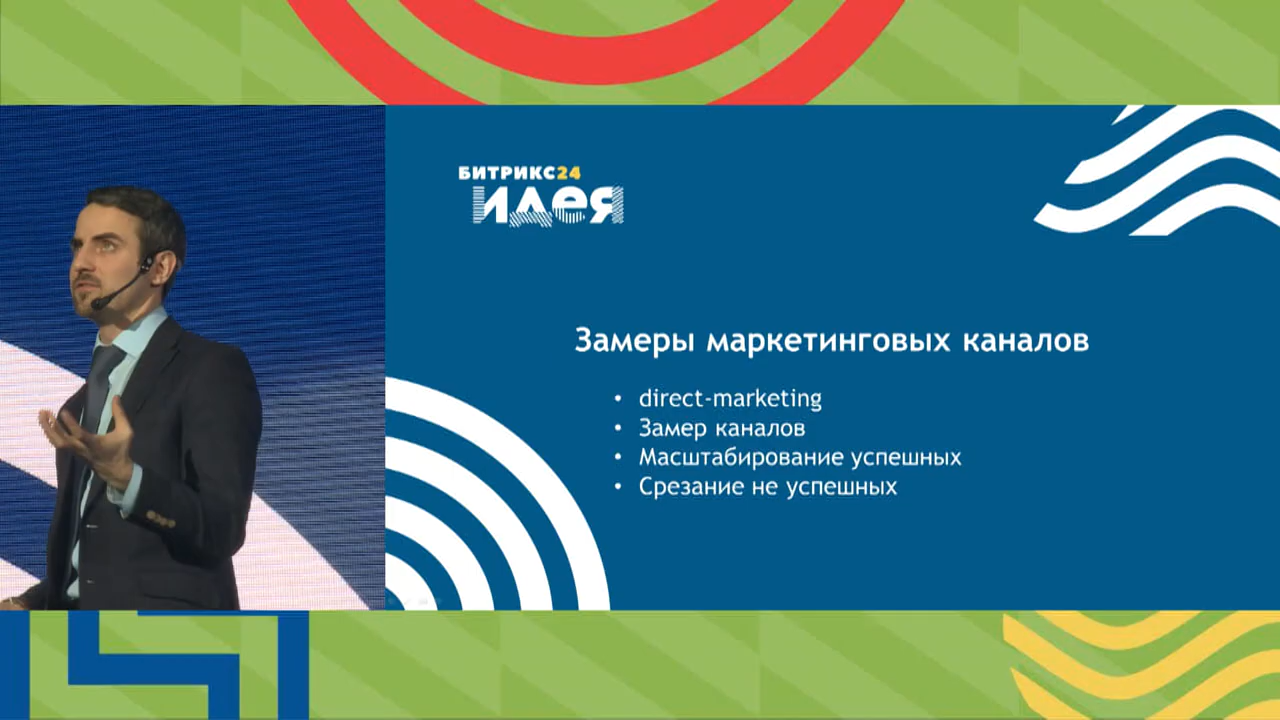 БИТРИКС24
идея
Замеры маркетинговых каналов
• direct-marketing
• Замер каналов
• Масштабирование успешных
• Срезание не успешных